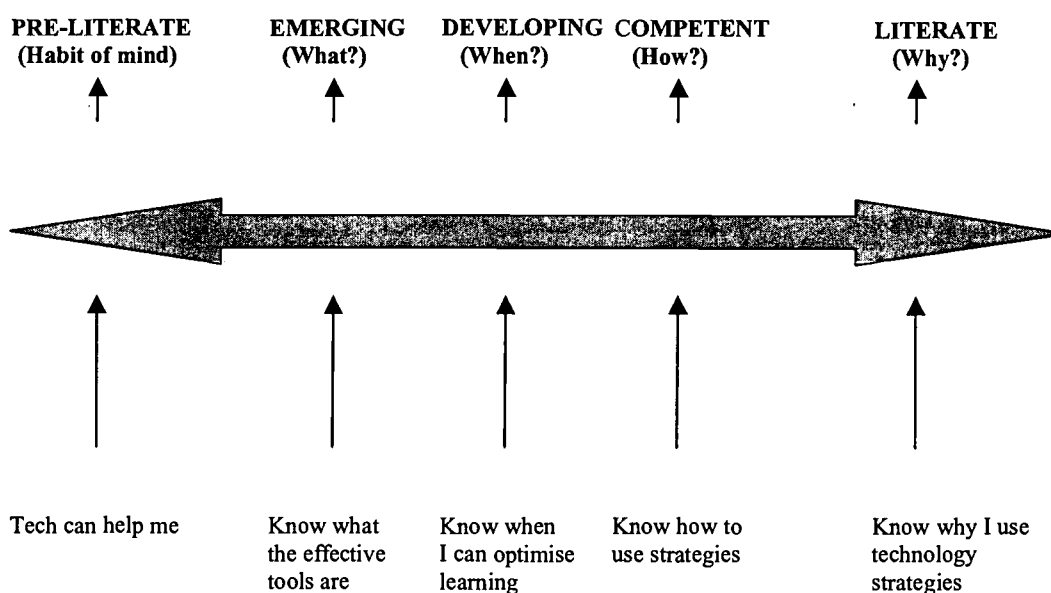 PRE-LITERATE EMERGING DEVELOPING COMPETENT LITERATE
(Habit of mind) (What?) (When?) (How?) (Why?)
Tech can help me Know what Know when Know how to Know why I use
the effective I can optimise use strategies technology
tools are learning strategies